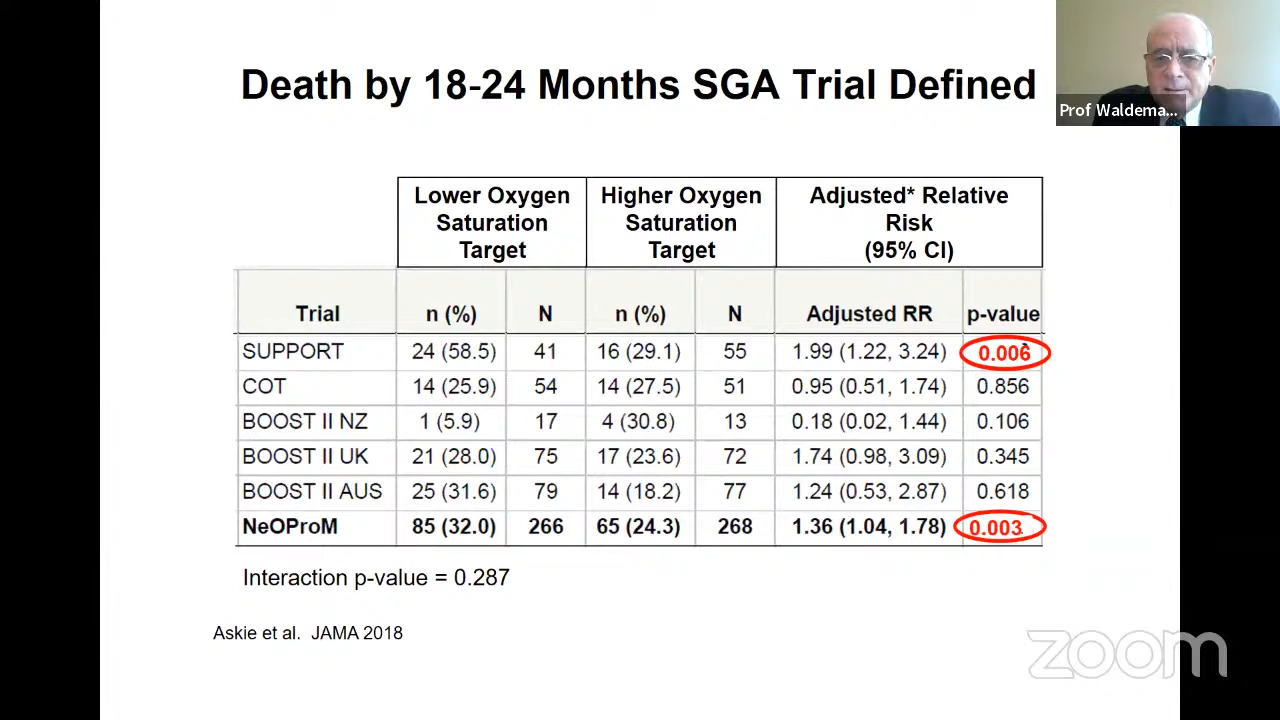 Death by 18-24 Months SGA Trial Defined
Prof Waldema...
Lower Oxygen Saturation Target Higher Oxygen Saturation Target Adjusted* Relative Risk (95% CI)
Trial n (%) N n (%) N Adjusted RR p-value
SUPPORT 24 (58.5) 41 16 (29.1) 55 1.99 (1.22, 3.24) 0.006
COT 14 (25.9) 54 14 (27.5) 51 0.95 (0.51, 1.74) 0.856
BOOST II NZ 1 (5.9) 17 4 (30.8) 13 0.18 (0.02, 1.44) 0.106
BOOST II UK 21 (28.0) 75 17 (23.6) 72 1.74 (0.98, 3.09) 0.345
BOOST II AUS 25 (31.6) 79 14 (18.2) 77 1.24 (0.53, 2.87) 0.618
NeOProM 85 (32.0) 266 65 (24.3) 268 1.36 (1.04, 1.78) 0.003
Interaction p-value = 0.287
Askie et al. JAMA 2018
zoom